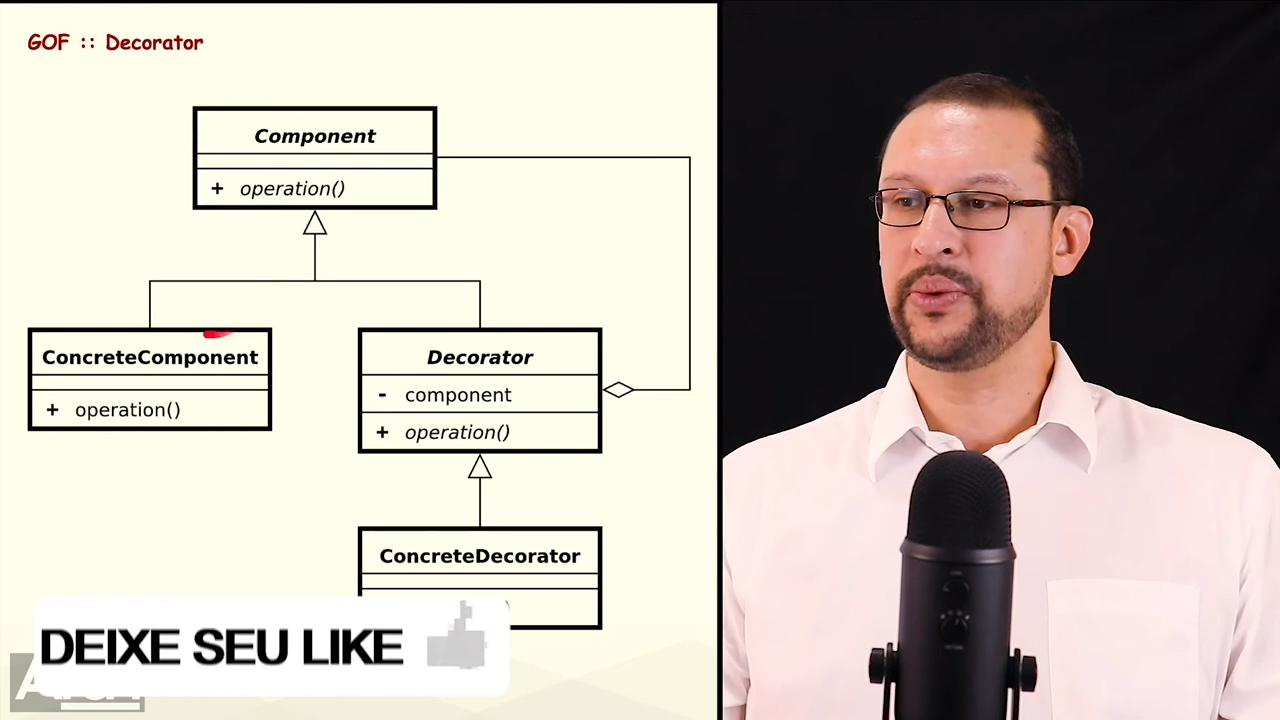 GOF :: Decorator
Component
+ operation()
ConcreteComponent
+ operation()
Decorator
- component
+ operation()
ConcreteDecorator
DEIXE SEU LIKE